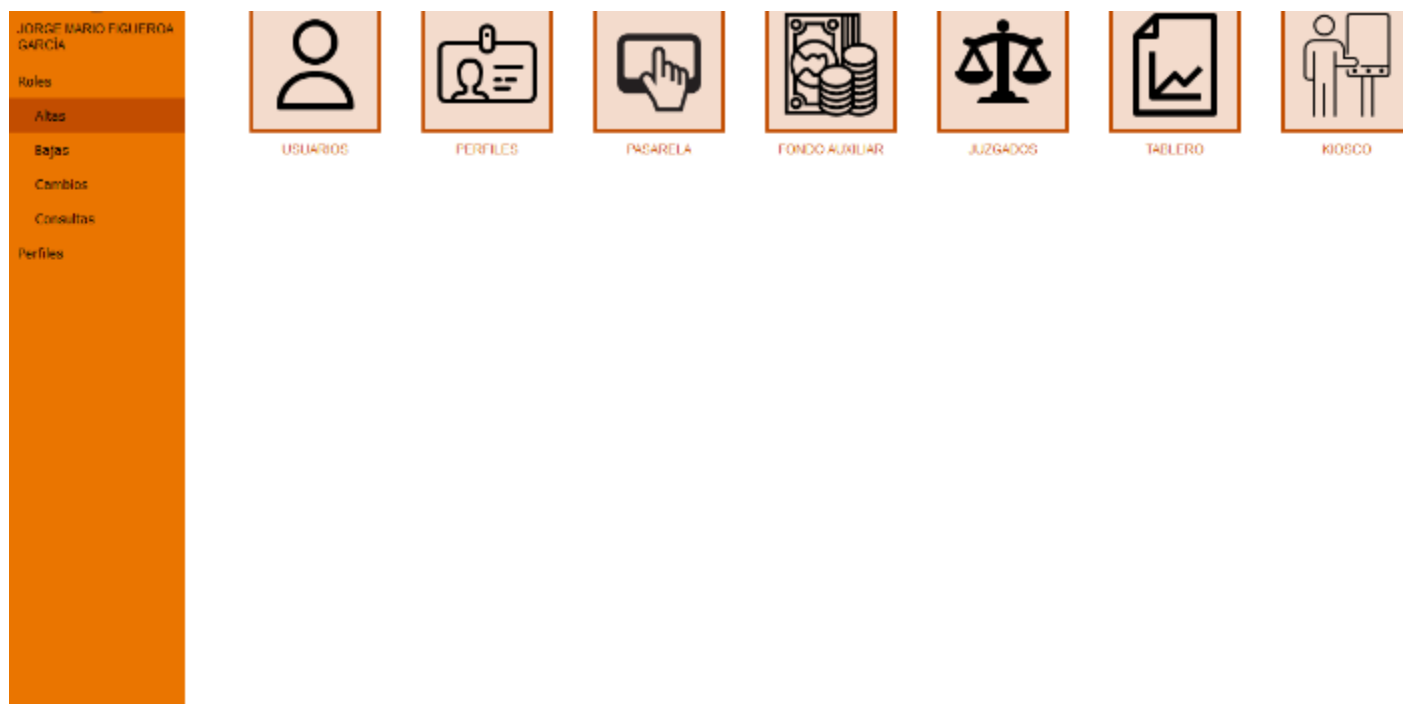 JORGE MARIO FIGUEROA
GARCÍA
Roles
Altas
Bajas
Cambios
Consultas
Perfiles
USUARIOS
PERFILES
PASARELA
FONDO AUXILIAR
JUZGADOS
TABLERO
KIOSCO